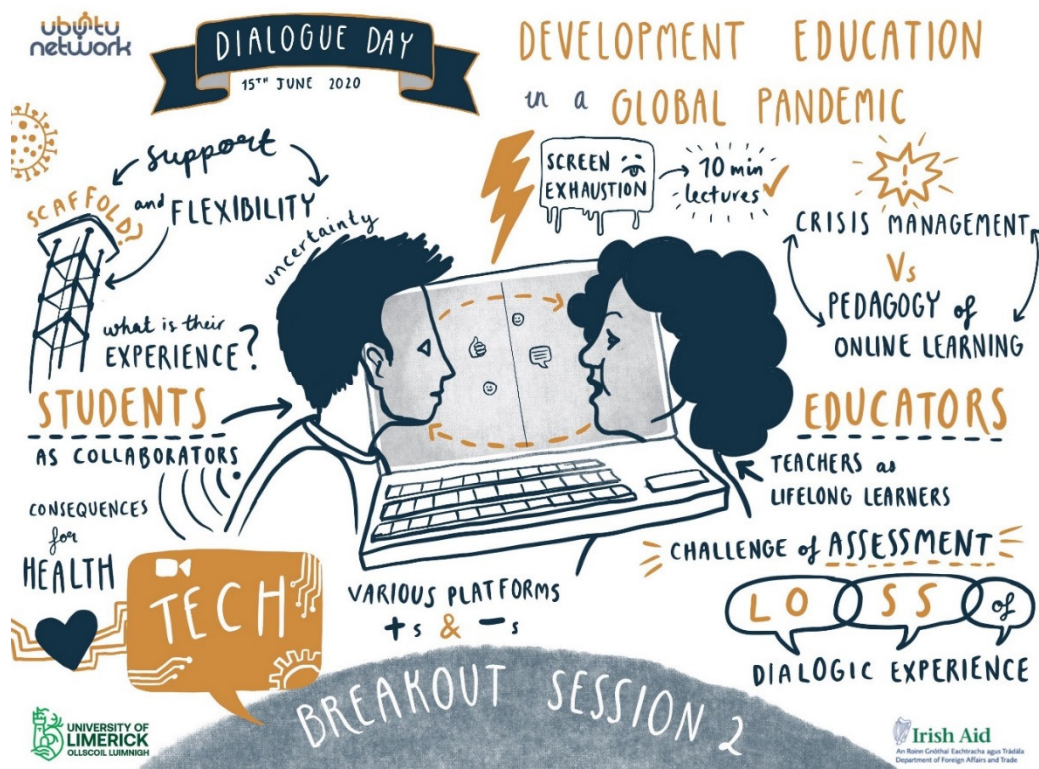 ubuntu
network
DIALOGUE DAY
15TH JUNE 2020
DEVELOPMENT EDUCATION
in a GLOBAL PANDEMIC
support
and FLEXIBILITY
SCAFFOLD?
uncertainty
what is their
EXPERIENCE?
STUDENTS
AS COLLABORATORS
CONSEQUENCES
for
HEALTH
TECH
SCREEN
EXHAUSTION
10 min
lectures
!
CRISIS MANAGEMENT
Vs
PEDAGOGY of
ONLINE LEARNING
EDUCATORS
TEACHERS as
LIFELONG LEARNERS
CHALLENGE of ASSESSMENT
LOSS of
DIALOGIC EXPERIENCE
VARIOUS PLATFORMS
+s & -s
BREAKOUT SESSION 2
UNIVERSITY OF
LIMERICK
OLLSCOIL LUIMNIGH
Irish Aid
An Roinn Gnóthaí Eachtracha agus Trádála
Department of Foreign Affairs and Trade